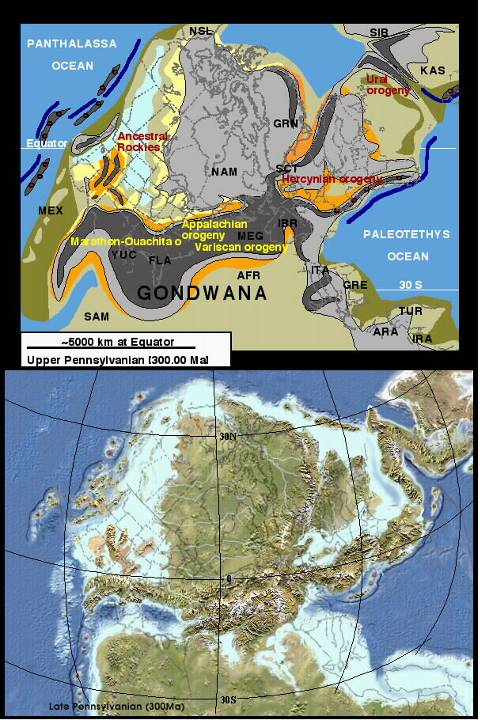 NSL
SIB
PANTHALASSA
OCEAN
KAS
Ural
orogeny
GRN
Equator
Ancestral
Rockies
SCT
NAM
Hercynian orogeny
MEX
Appalachian
orogeny
IBR
Marathon-Ouachita o
MEG
Variscan orogeny
PALEOTETHYS
OCEAN
YUC
FLA
AFR
ITA
GONDWANA
GRE
30 S
SAM
TUR
ARA
IRA
~5000 km at Equator
Upper Pennsylvanian [300.00 Ma]
30N
0
30S
Late Pennsylvanian (300Ma)